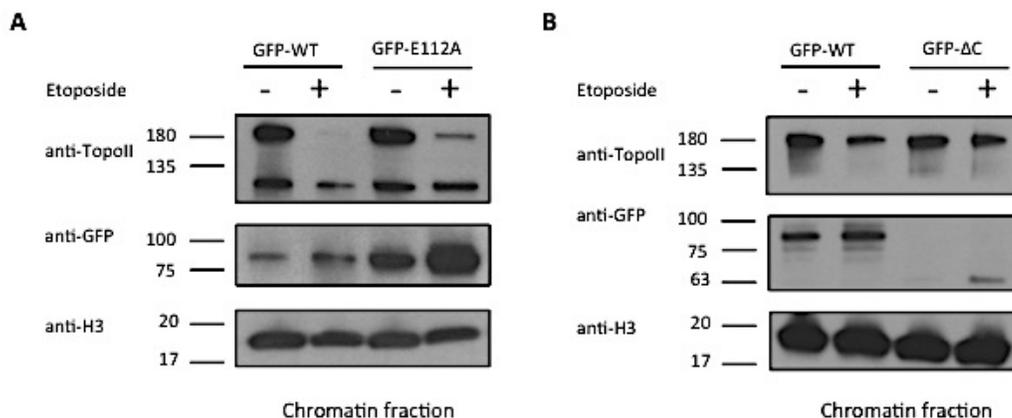 A
GFP-WT GFP-E112A
Etoposide - + - +
anti-TopoII 180
135
anti-GFP 100
75
anti-H3 20
17
Chromatin fraction
B
GFP-WT GFP-ΔC
Etoposide - + - +
anti-TopoII 180
135
anti-GFP 100
75
63
anti-H3 20
17
Chromatin fraction